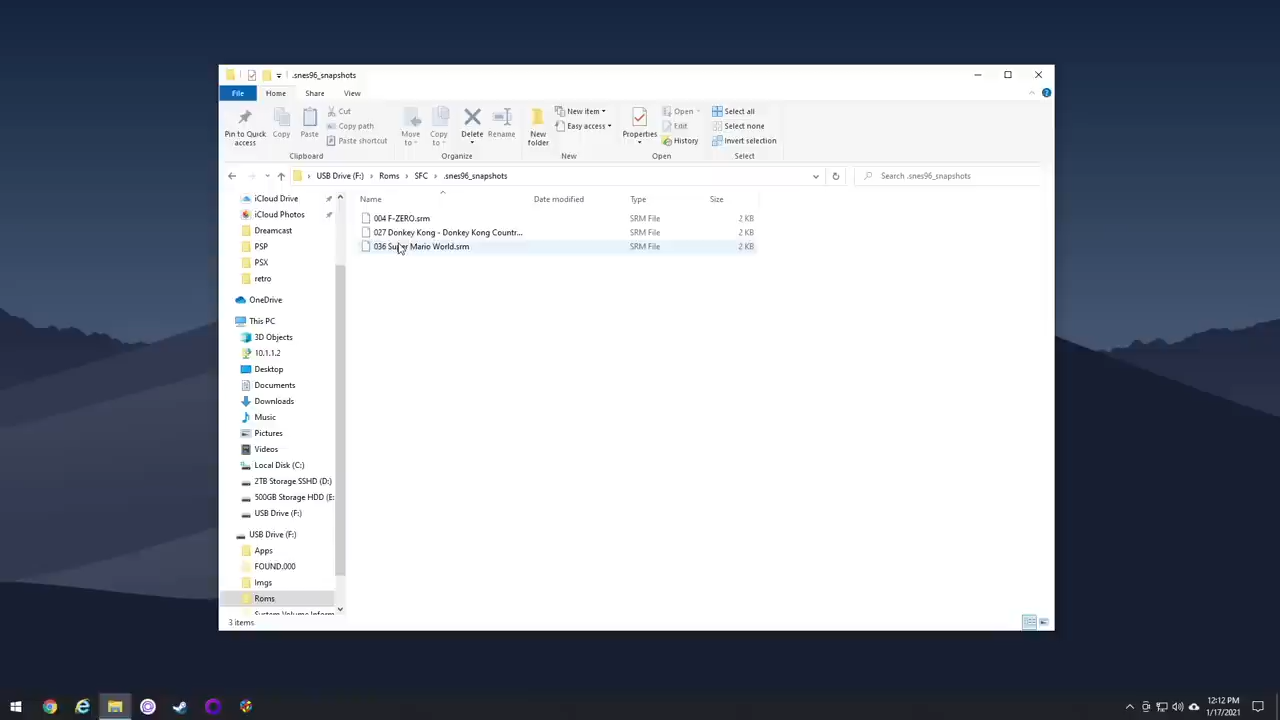 .snes96_snapshots
File Home Share View
Pin to Quick access
Copy
Paste
Cut
Copy path
Paste shortcut
Clipboard
Move to
Copy to
Delete
Rename
Organize
New folder
New item
Easy access
New
Properties
Open
Edit
History
Open
Select all
Select none
Invert selection
Select
USB Drive (F:) Roms SFC .snes96_snapshots
Search .snes96_snapshots
iCloud Drive
iCloud Photos
Dreamcast
PSP
PSX
retro
OneDrive
This PC
3D Objects
10.1.1.2
Desktop
Documents
Downloads
Music
Pictures
Videos
Local Disk (C:)
2TB Storage SSHD (D:)
500GB Storage HDD (E:
USB Drive (F:)
USB Drive (F:)
Apps
FOUND.000
Imgs
Roms
System Volume Inform
Name Date modified Type Size
004 F-ZERO.srm SRM File 2 KB
027 Donkey Kong - Donkey Kong Countr... SRM File 2 KB
036 Super Mario World.srm SRM File 2 KB
3 items
12:12 PM
1/17/2021